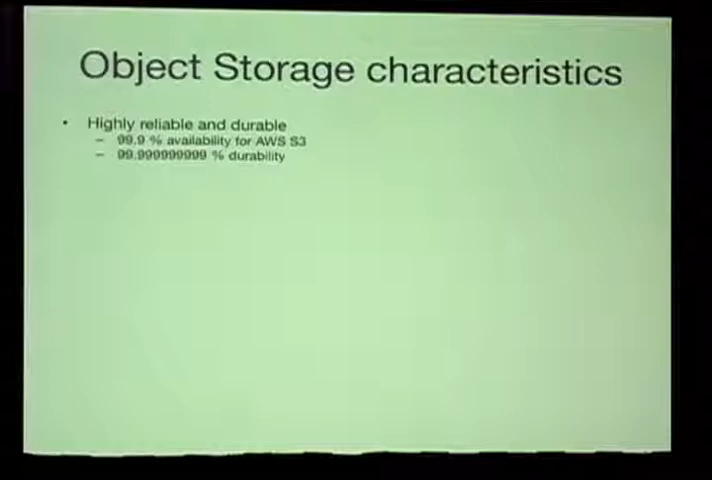 Object Storage characteristics
• Highly reliable and durable
– 99.9 % availability for AWS S3
– 99.999999999 % durability